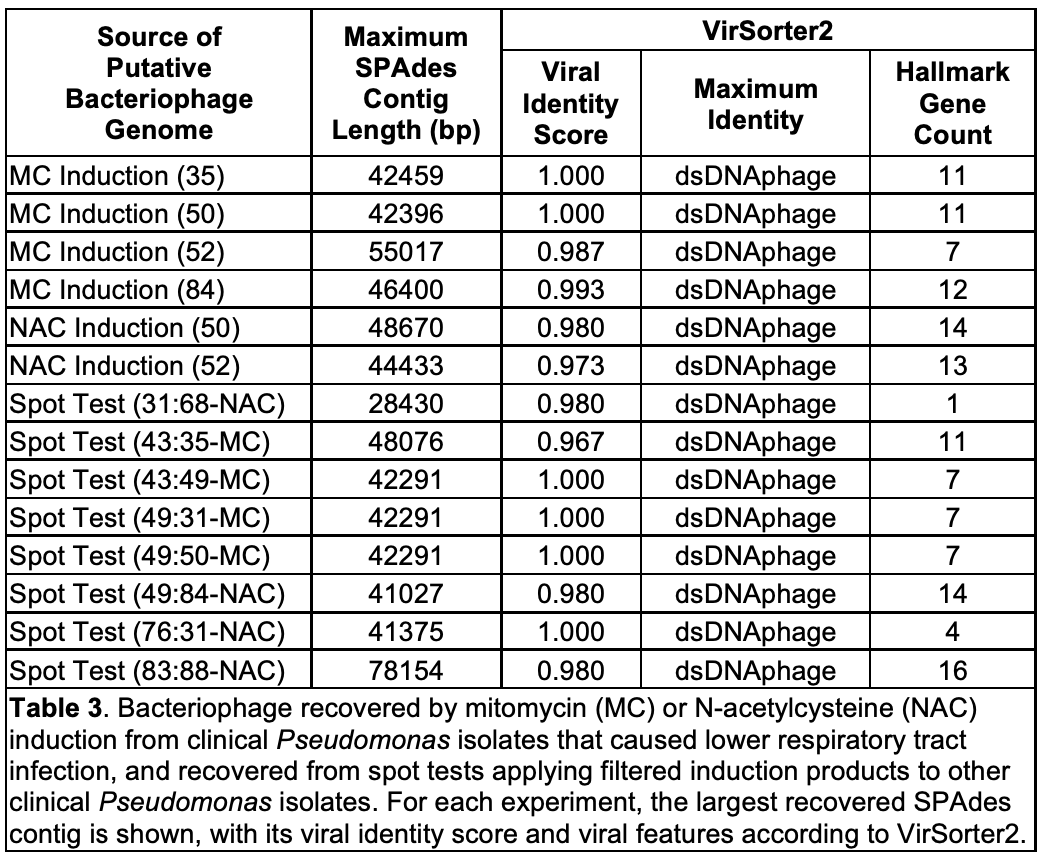 Source of Putative Bacteriophage Genome | Maximum SPAdes Contig Length (bp) | VirSorter2
Viral Identity Score | Maximum Identity | Hallmark Gene Count
MC Induction (35) | 42459 | 1.000 | dsDNAphage | 11
MC Induction (50) | 42396 | 1.000 | dsDNAphage | 11
MC Induction (52) | 55017 | 0.987 | dsDNAphage | 7
MC Induction (84) | 46400 | 0.993 | dsDNAphage | 12
NAC Induction (50) | 48670 | 0.980 | dsDNAphage | 14
NAC Induction (52) | 44433 | 0.973 | dsDNAphage | 13
Spot Test (31:68-NAC) | 28430 | 0.980 | dsDNAphage | 1
Spot Test (43:35-MC) | 48076 | 0.967 | dsDNAphage | 11
Spot Test (43:49-MC) | 42291 | 1.000 | dsDNAphage | 7
Spot Test (49:31-MC) | 42291 | 1.000 | dsDNAphage | 7
Spot Test (49:50-MC) | 42291 | 1.000 | dsDNAphage | 7
Spot Test (49:84-NAC) | 41027 | 0.980 | dsDNAphage | 14
Spot Test (76:31-NAC) | 41375 | 1.000 | dsDNAphage | 4
Spot Test (83:88-NAC) | 78154 | 0.980 | dsDNAphage | 16
Table 3. Bacteriophage recovered by mitomycin (MC) or N-acetylcysteine (NAC)
induction from clinical Pseudomonas isolates that caused lower respiratory tract
infection, and recovered from spot tests applying filtered induction products to other
clinical Pseudomonas isolates. For each experiment, the largest recovered SPAdes
contig is shown, with its viral identity score and viral features according to VirSorter2.